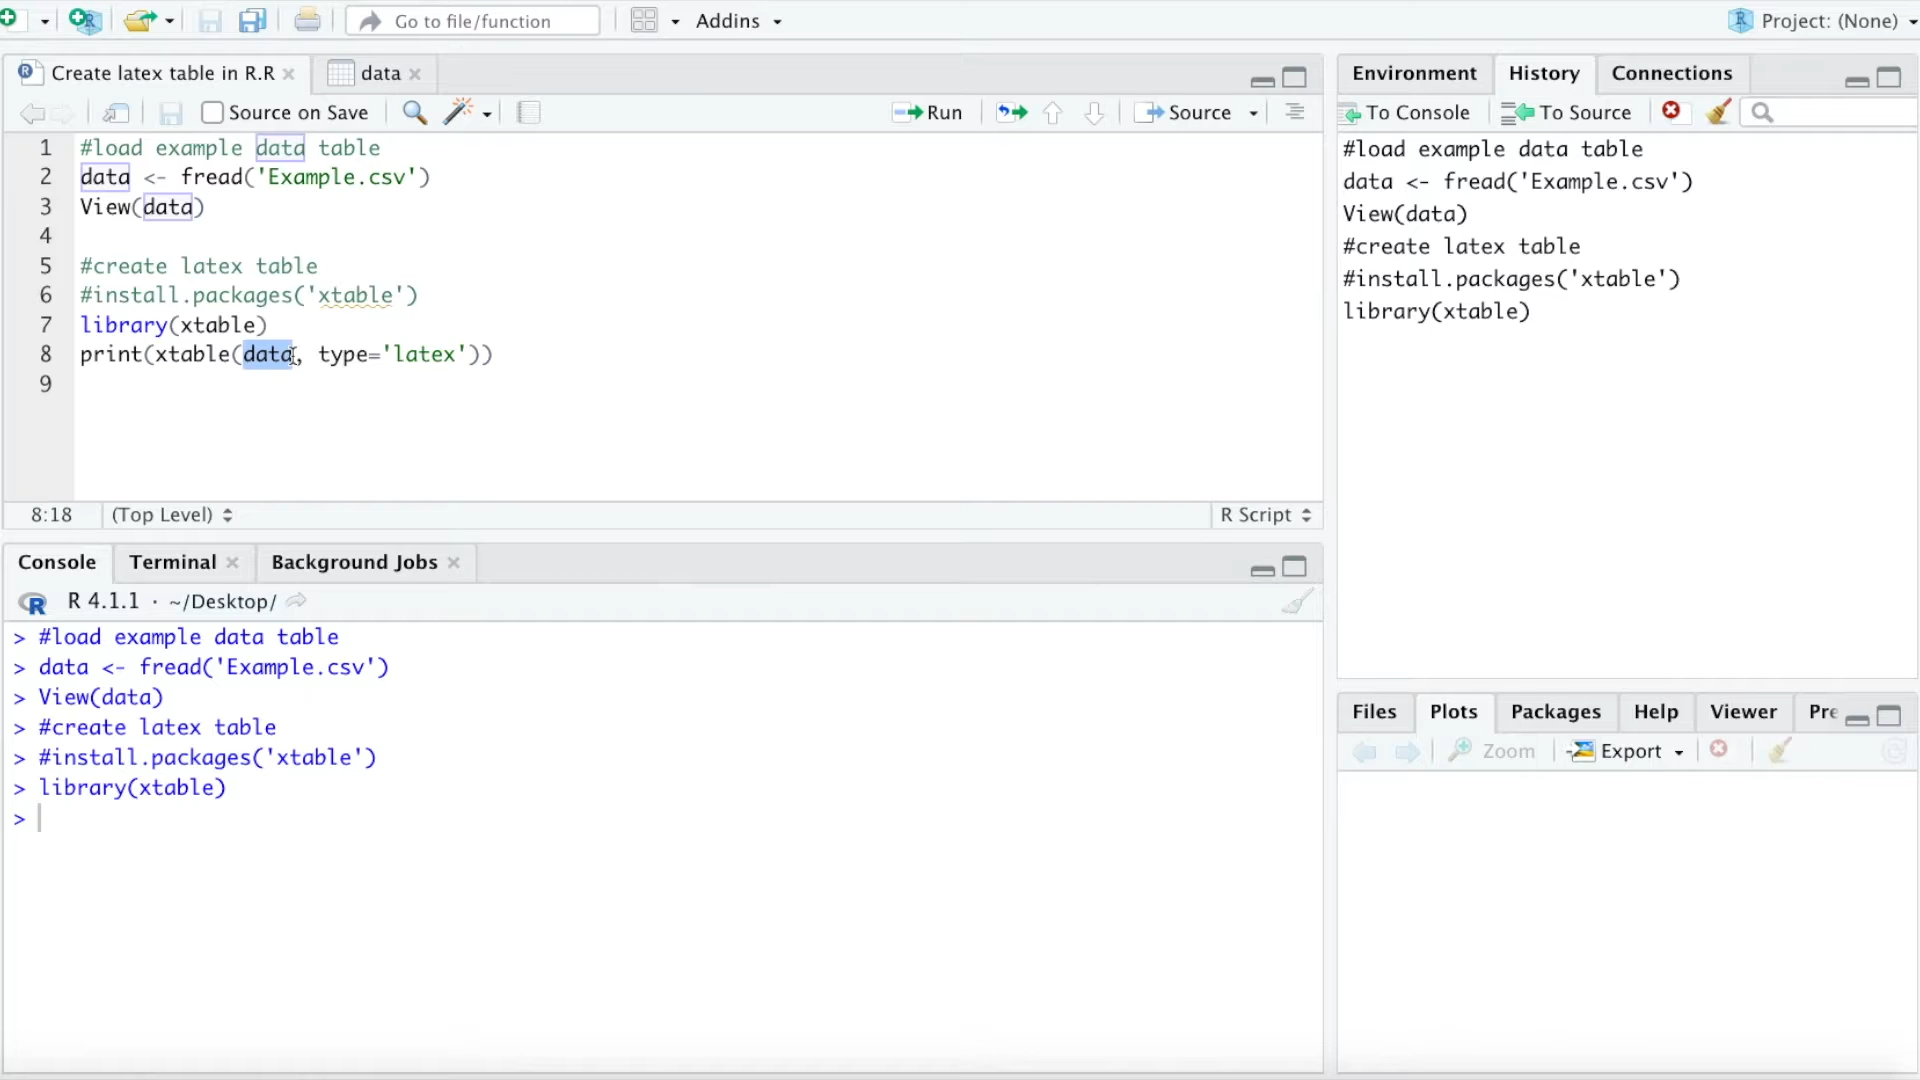 Go to file/function
Addins
Project: (None)
Create latex table in R.R
data
Source on Save
Run
Source
1 #load example data table
2 data <- fread('Example.csv')
3 View(data)
4
5 #create latex table
6 #install.packages('xtable')
7 library(xtable)
8 print(xtable(data, type='latex'))
9
8:18
(Top Level)
R Script
Console
Terminal
Background Jobs
R 4.1.1 · ~/Desktop/
> #load example data table
> data <- fread('Example.csv')
> View(data)
> #create latex table
> #install.packages('xtable')
> library(xtable)
>
Environment
History
Connections
To Console
To Source
#load example data table
data <- fread('Example.csv')
View(data)
#create latex table
#install.packages('xtable')
library(xtable)
Files
Plots
Packages
Help
Viewer
Pre
Zoom
Export